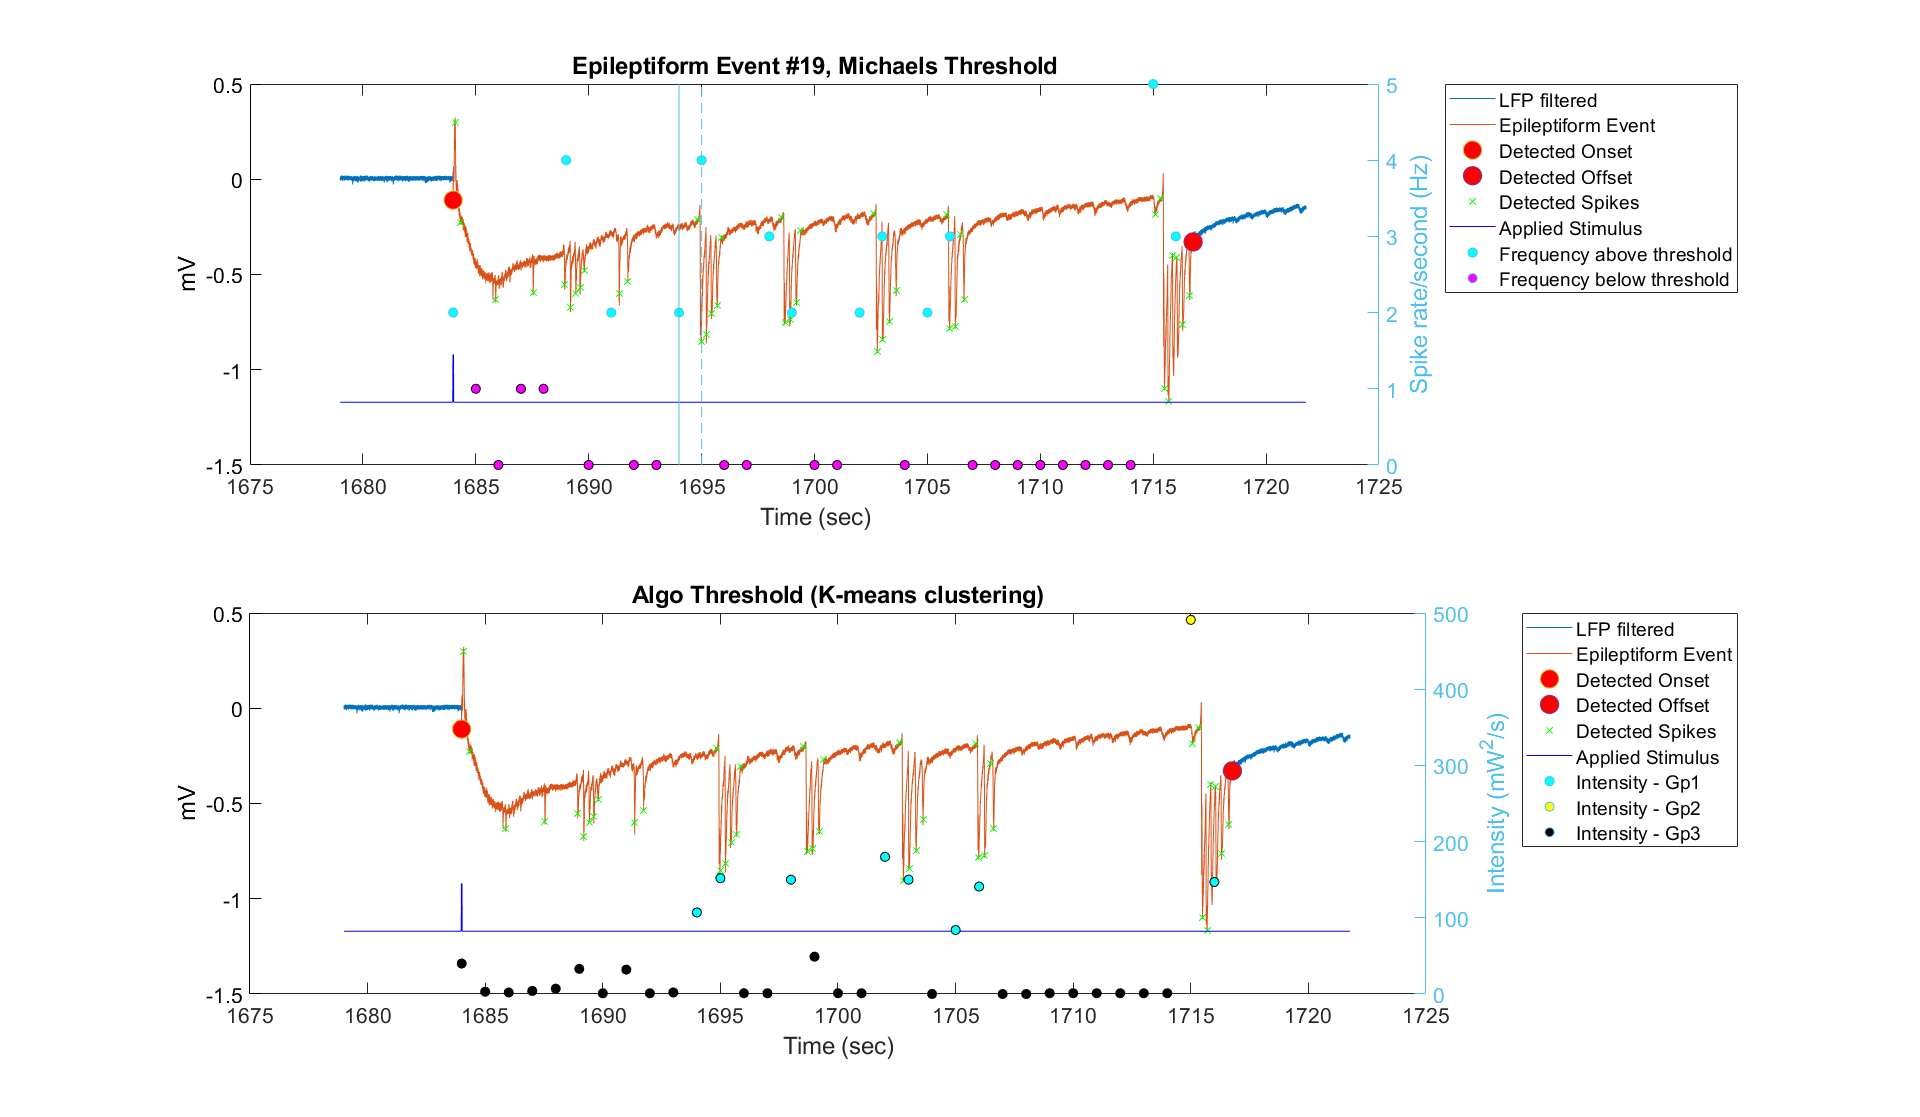 Epileptiform Event #19, Michaels Threshold
0.5
0
-0.5
-1
-1.5
mV
1675
1680
1685
1690
1695
1700
1705
1710
1715
1720
1725
Time (sec)
5
4
3
2
1
0
Spike rate/second (Hz)
LFP filtered
Epileptiform Event
Detected Onset
Detected Offset
Detected Spikes
Applied Stimulus
Frequency above threshold
Frequency below threshold
Algo Threshold (K-means clustering)
0.5
0
-0.5
-1
-1.5
mV
1675
1680
1685
1690
1695
1700
1705
1710
1715
1720
1725
Time (sec)
500
400
300
200
100
0
Intensity (mW²/s)
LFP filtered
Epileptiform Event
Detected Onset
Detected Offset
Detected Spikes
Applied Stimulus
Intensity - Gp1
Intensity - Gp2
Intensity - Gp3